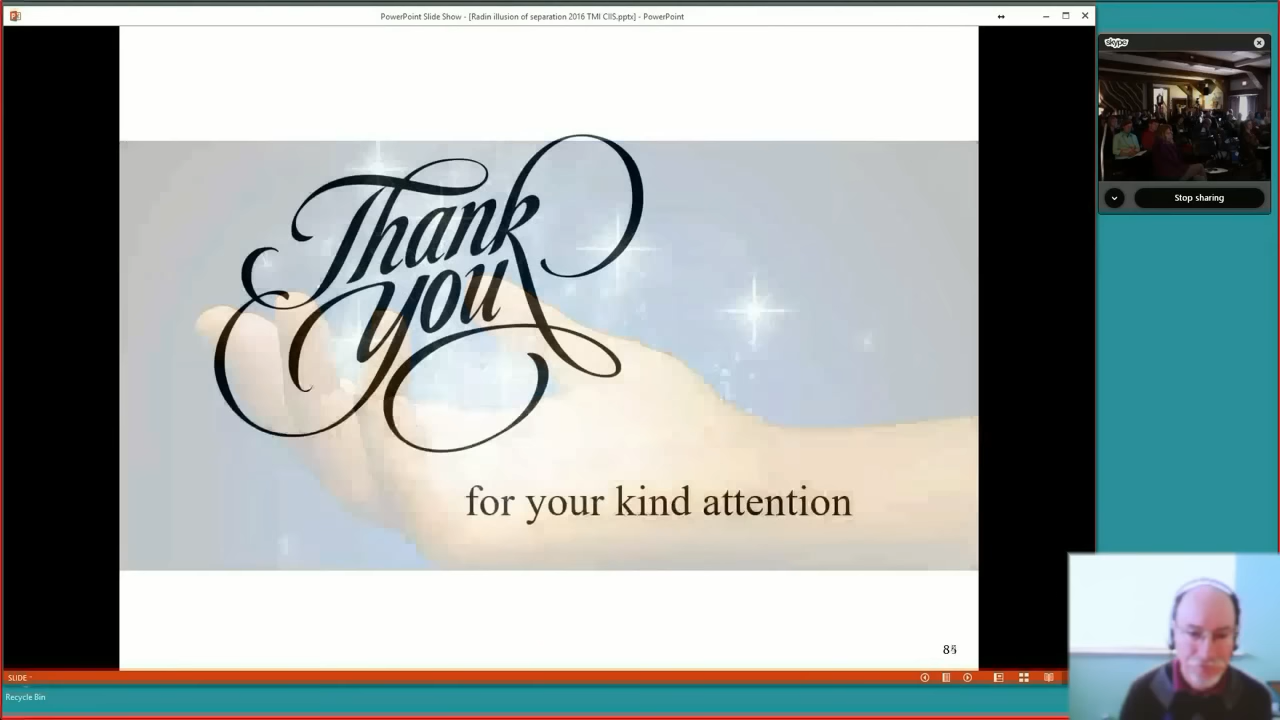 PowerPoint Slide Show - [Radin illusion of separation 2016 TMI CIIS.pptx] - PowerPoint
skype
Stop sharing
Thank
you
for your kind attention
SLIDE
Recycle Bin